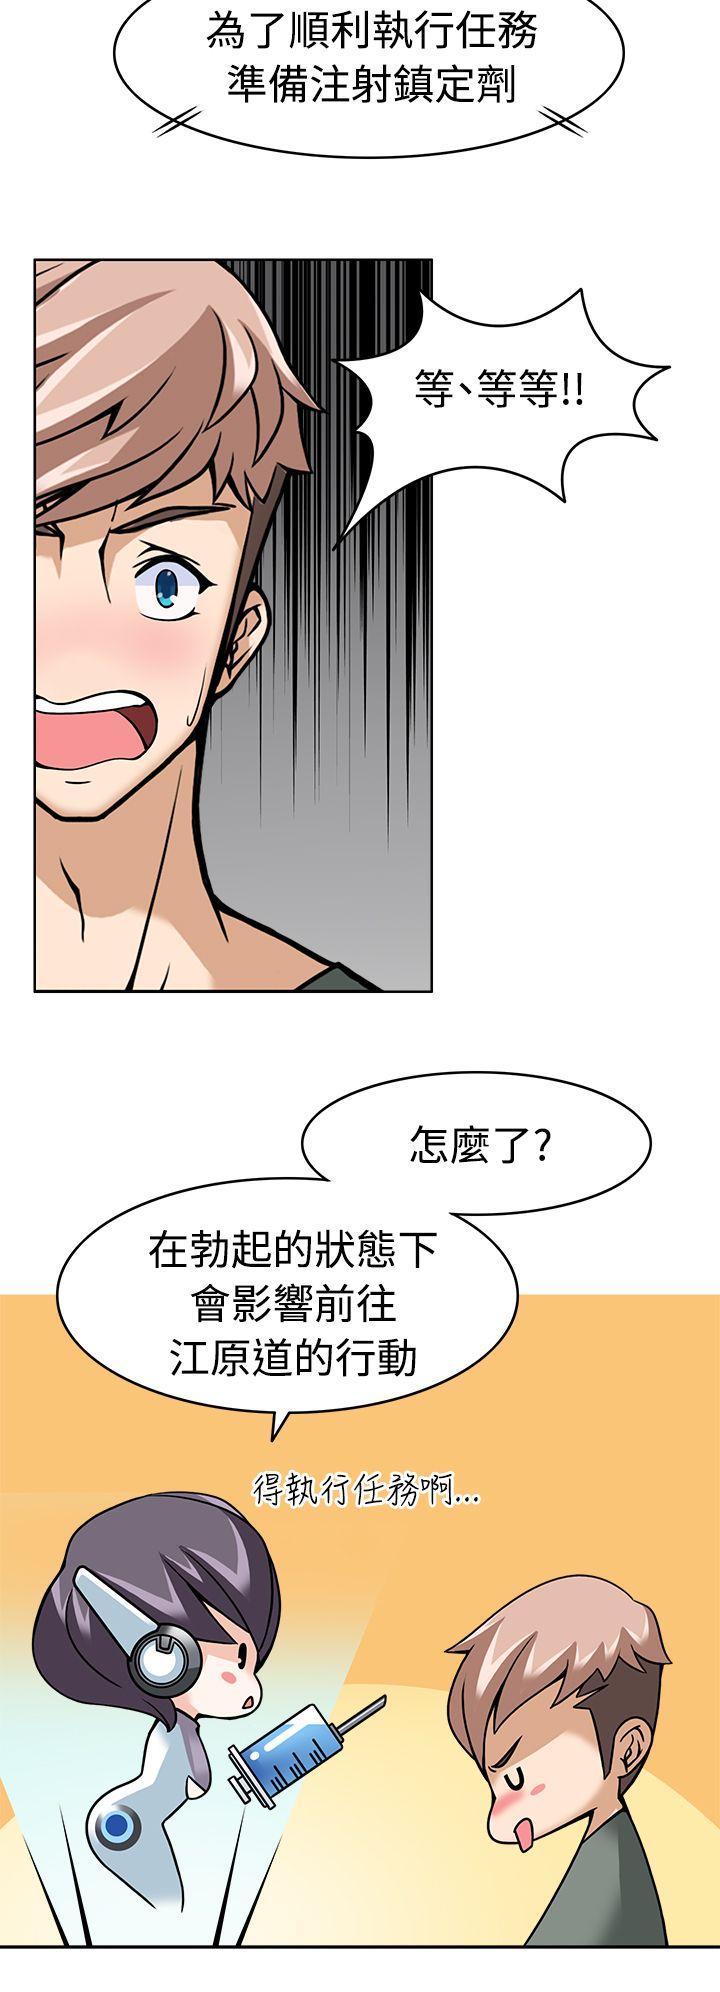 為了順利執行任務
準備注射鎮定劑
等、等等!!
怎麼了?
在勃起的狀態下
會影響前往
江原道的行動
得執行任務啊...